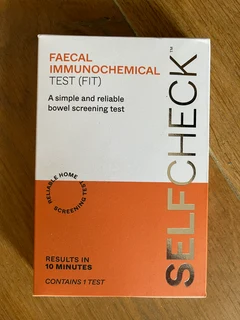 FAECAL
IMMUNOCHEMICAL
TEST (FIT)
A simple and reliable
bowel screening test
SELFCHECK™
RELIABLE HOME
SCREENING TEST
RESULTS IN
10 MINUTES
CONTAINS 1 TEST